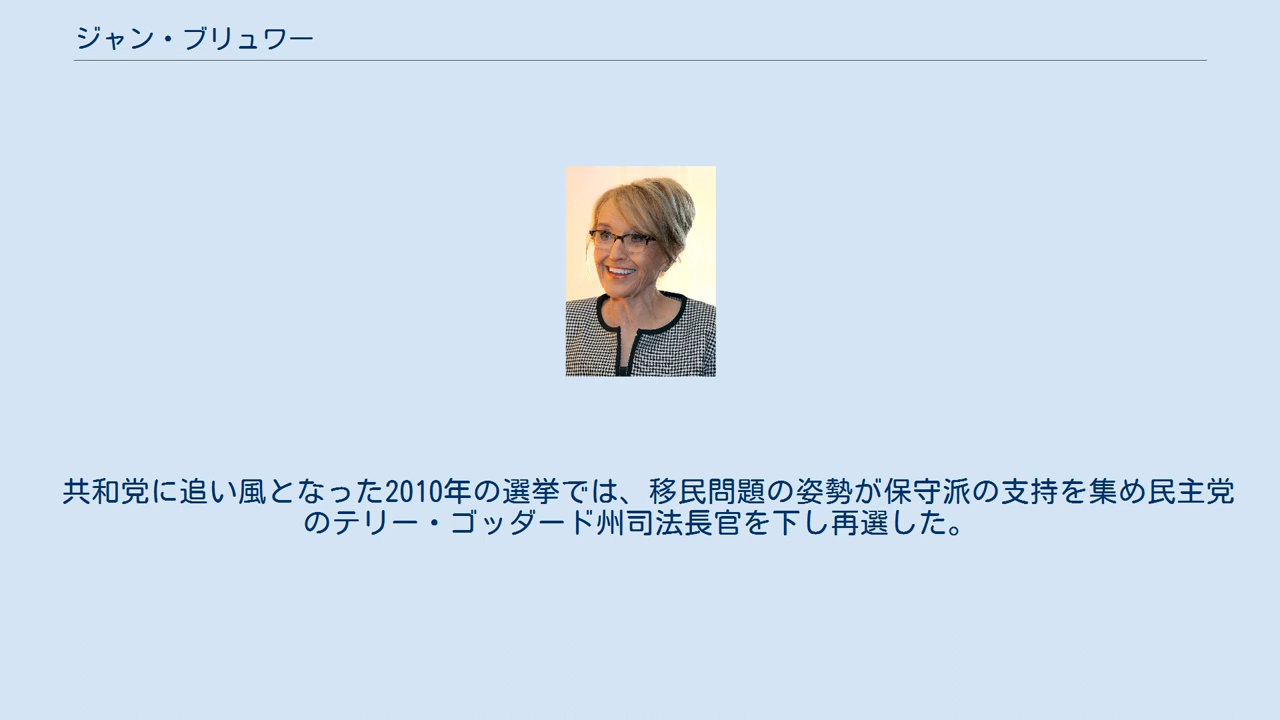 ジャン・ブリュワー
共和党に追い風となった2010年の選挙では、移民問題の姿勢が保守派の支持を集め民主党
のテリー・ゴッダード州司法長官を下し再選した。